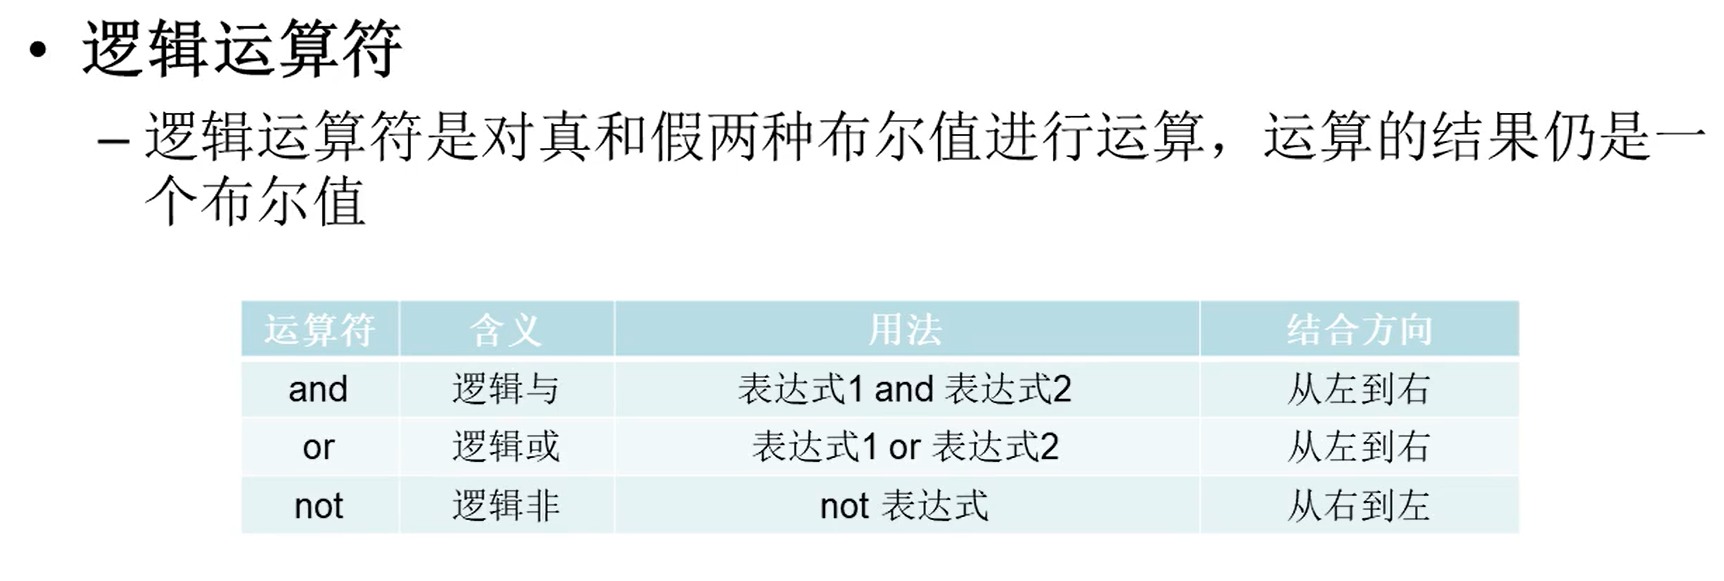 • 逻辑运算符
– 逻辑运算符是对真和假两种布尔值进行运算，运算的结果仍是一
个布尔值
运算符 含义 用法 结合方向
and 逻辑与 表达式1 and 表达式2 从左到右
or 逻辑或 表达式1 or 表达式2 从左到右
not 逻辑非 not 表达式 从右到左